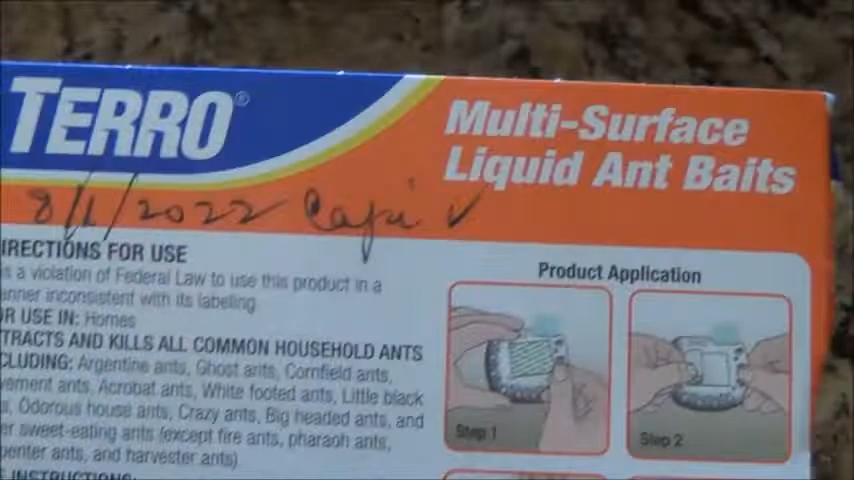 TERRO®
Multi-Surface
Liquid Ant Baits
8/1/2022 Capi ✓
IRECTIONS FOR USE
is a violation of Federal Law to use this product in a
anner inconsistent with its labeling.
R USE IN: Homes
TRACTS AND KILLS ALL COMMON HOUSEHOLD ANTS
CLUDING: Argentine ants, Ghost ants, Cornfield ants,
vement ants, Acrobat ants, White footed ants, Little black
s, Odorous house ants, Crazy ants, Big headed ants, and
er sweet-eating ants (except fire ants, pharaoh ants,
penter ants, and harvester ants)
INSTRUCTIONS:
Product Application
Step 1
Step 2